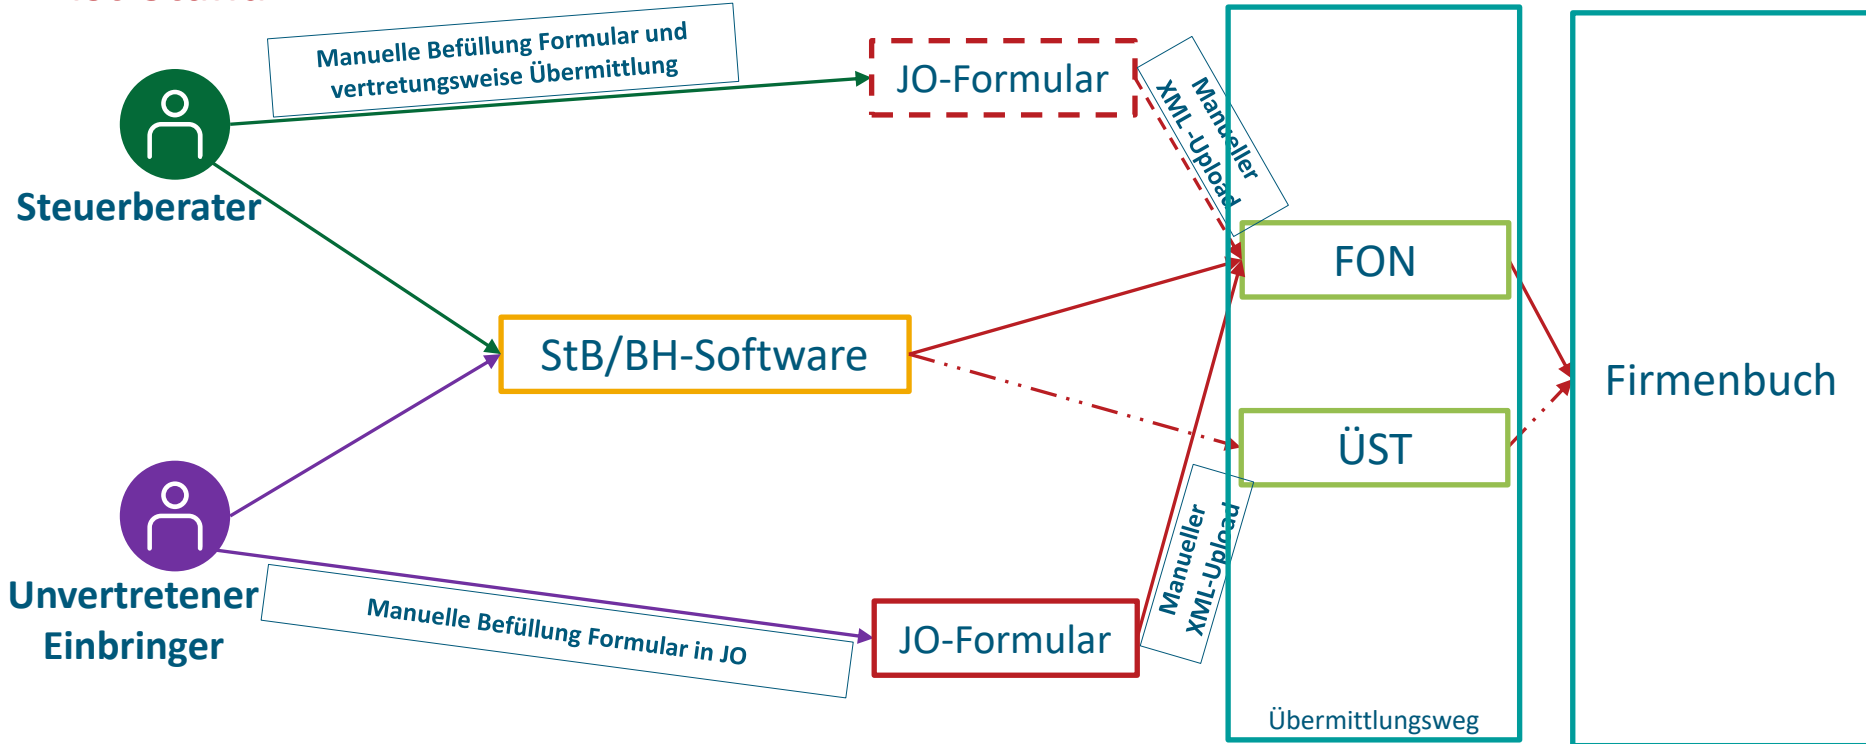 Manuelle Befüllung Formular und
vertretungsweise Übermittlung
JO-Formular
Manueller
XML -Upload
Steuerberater
FON
StB/BH-Software
Firmenbuch
ÜST
Unvertretener
Einbringer
Manuelle Befüllung Formular in JO
JO-Formular
Manueller
XML-Upload
Übermittlungsweg